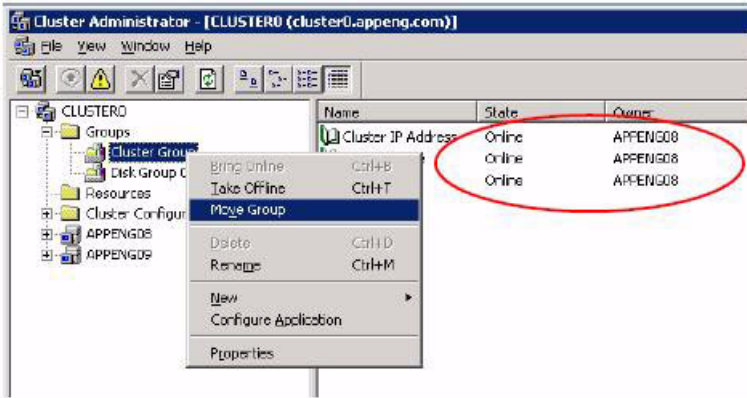 Cluster Administrator - [CLUSTER0 (cluster0.appeng.com)]
File View Window Help
CLUSTER0
Groups
Cluster Group
Disk Group
Resources
Cluster Configur
APPENG08
APPENG09
Name State Owner
Cluster IP Address Online APPENG08
Online APPENG08
Online APPENG08
Bring Online Ctrl+B
Take Offline Ctrl+T
Move Group
Delete Ctrl+D
Rename Ctrl+M
New
Configure Application
Properties